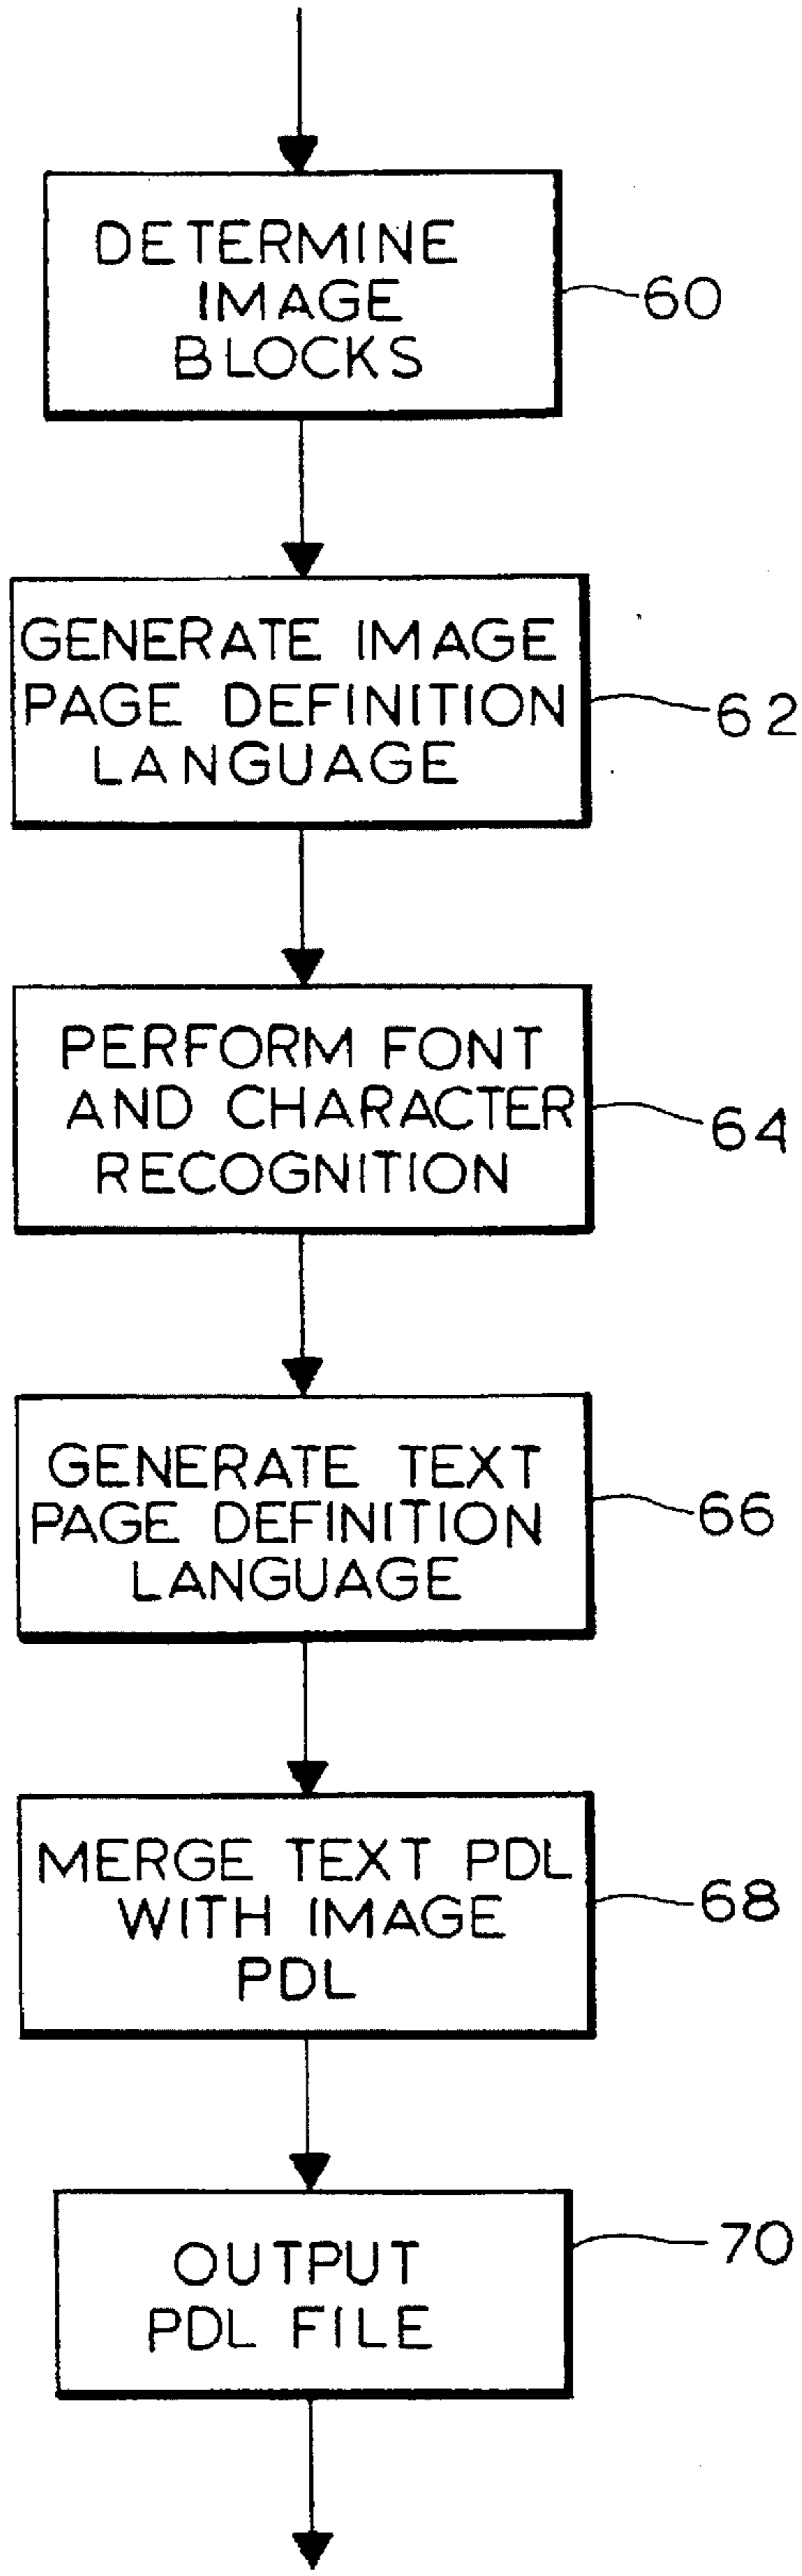 DETERMINE
IMAGE
BLOCKS
60
GENERATE IMAGE
PAGE DEFINITION
LANGUAGE
62
PERFORM FONT
AND CHARACTER
RECOGNITION
64
GENERATE TEXT
PAGE DEFINITION
LANGUAGE
66
MERGE TEXT PDL
WITH IMAGE
PDL
68
OUTPUT
PDL FILE
70